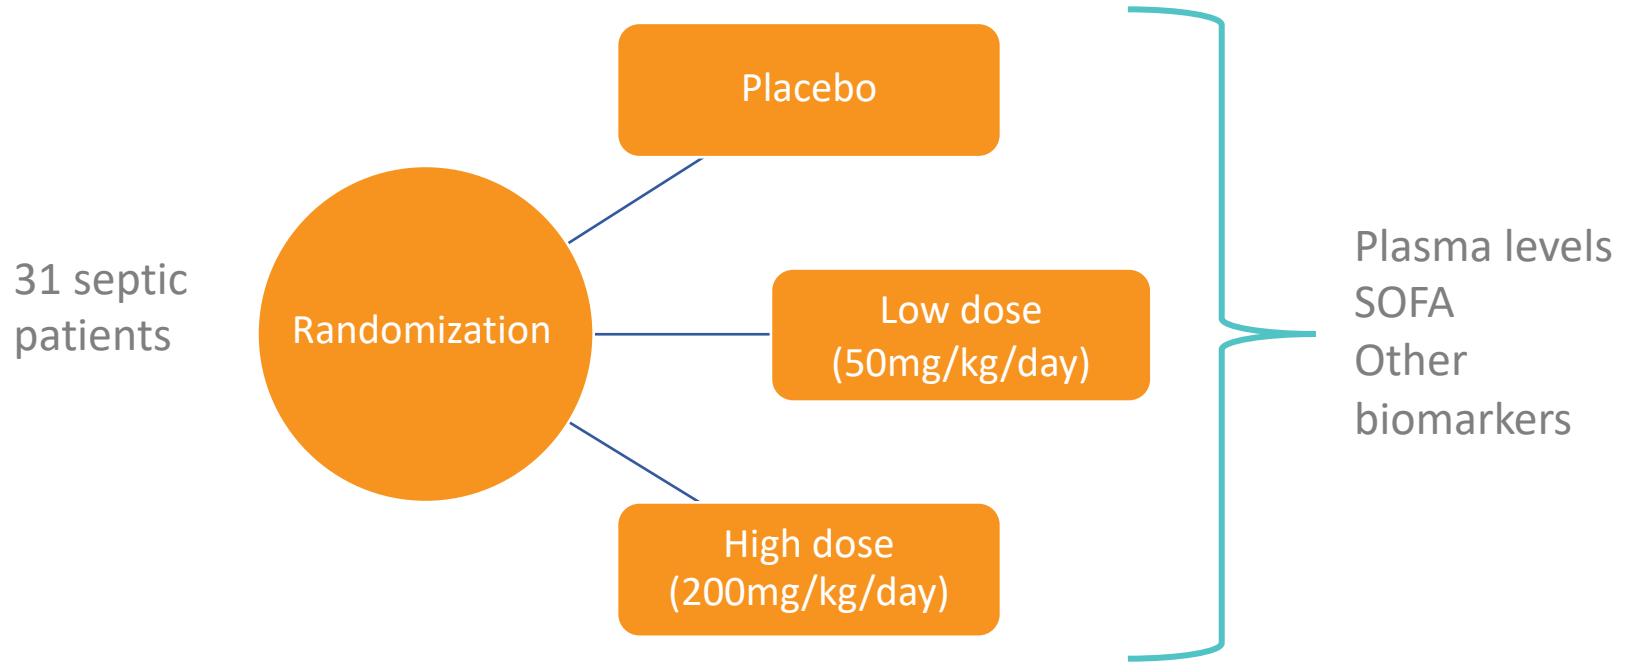 31 septic
patients
Randomization
Placebo
Low dose
(50mg/kg/day)
High dose
(200mg/kg/day)
Plasma levels
SOFA
Other
biomarkers